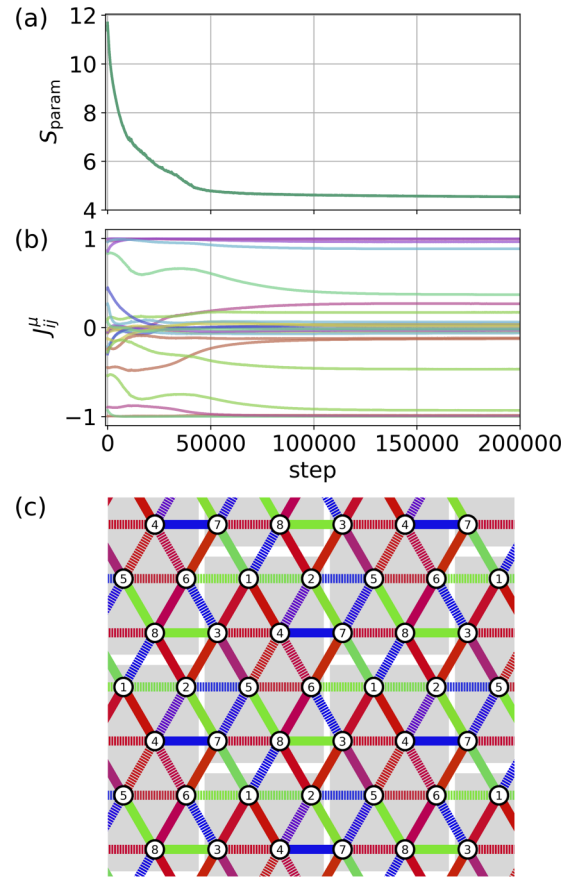 (a)
12
10
8
6
4
S_param
(b)
1
0
−1
J^μ_ij
0 50000 100000 150000 200000
step
(c)
4 7 8 3 4 7
5 6 1 2 5 6 1
8 3 4 7 8 3
1 2 5 6 1 2 5
4 7 8 3 4 7
5 6 1 2 5 6 1
8 3 4 7 8 3